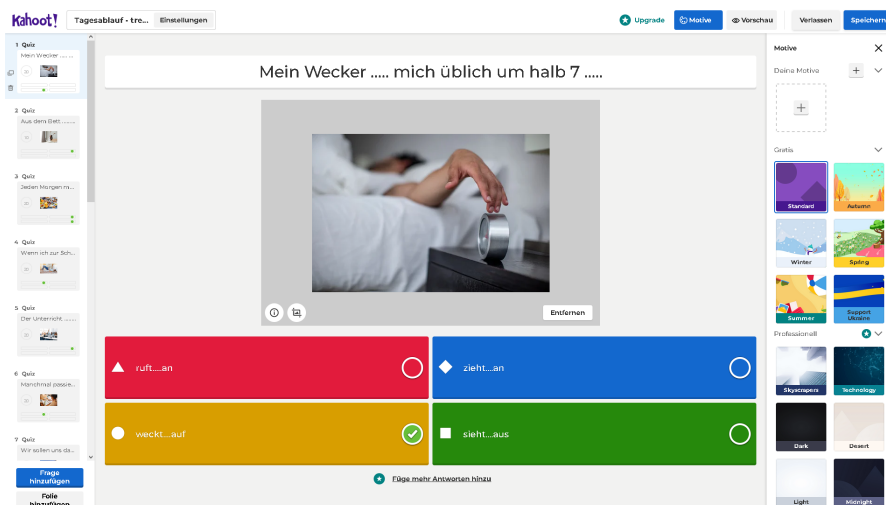 Kahoot!
Tagesablauf - tre...
Einstellungen
Upgrade
Motive
Vorschau
Verlassen
Speichern
1 Quiz
Mein Wecker ..... ...
2 Quiz
Aus dem Bett ........
3 Quiz
Jeden Morgen m...
4 Quiz
Wenn ich zur Sch...
5 Quiz
Der Unterricht ........
6 Quiz
Manchmal passie...
7 Quiz
Wir sollen uns da...
Frage
hinzufügen
Folie
hinzufügen
Mein Wecker ..... mich üblich um halb 7 .....
Entfernen
ruft....an
zieht....an
weckt....auf
sieht....aus
Füge mehr Antworten hinzu
Motive
Deine Motive
Gratis
Standard
Autumn
Winter
Spring
Summer
Support
Ukraine
Professionell
Skyscrapers
Technology
Dark
Desert
Light
Midnight